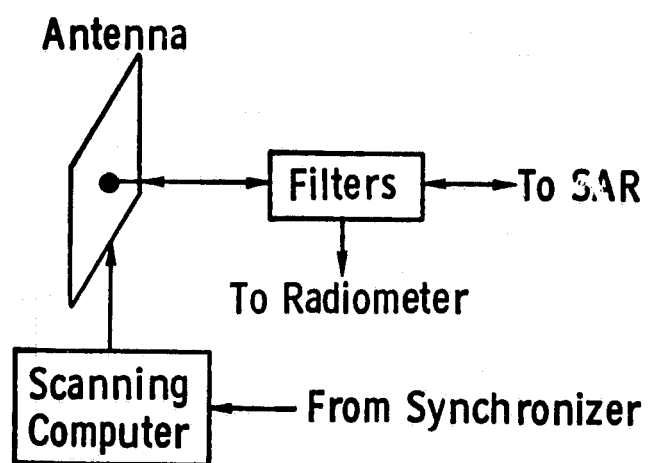 Antenna
Filters
To SAR
To Radiometer
Scanning
Computer
From Synchronizer